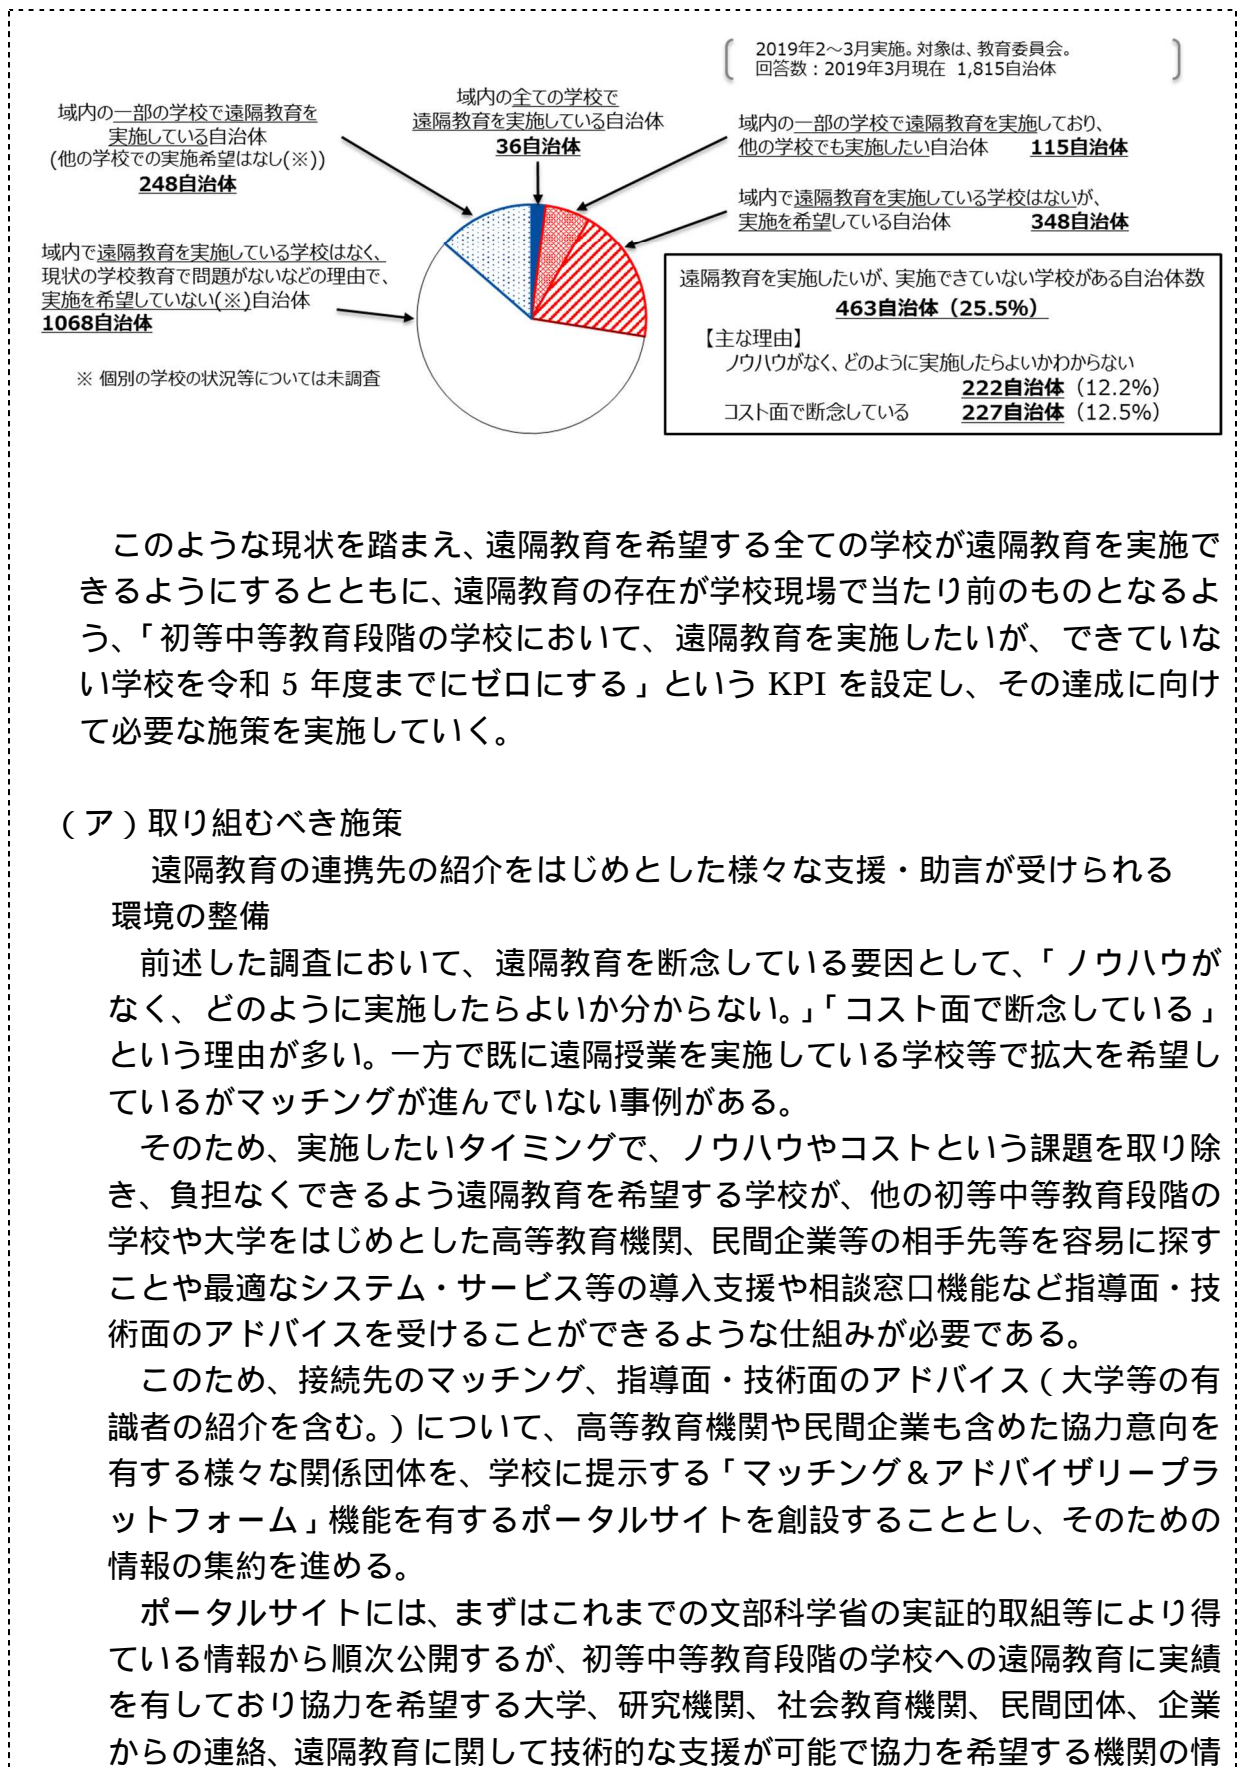 2019年2～3月実施。対象は、教育委員会。
回答数：2019年3月現在 1,815自治体
域内の一部の学校で遠隔教育を
実施している自治体
(他の学校での実施希望はなし(※))
248自治体
域内の全ての学校で
遠隔教育を実施している自治体
36自治体
域内の一部の学校で遠隔教育を実施しており、
他の学校でも実施したい自治体 115自治体
域内で遠隔教育を実施している学校はないが、
実施を希望している自治体 348自治体
域内で遠隔教育を実施している学校はなく、
現状の学校教育で問題がないなどの理由で、
実施を希望していない(※)自治体
1068自治体
※ 個別の学校の状況等については未調査
遠隔教育を実施したいが、実施できていない学校がある自治体数
463自治体（25.5%）
【主な理由】
ノウハウがなく、どのように実施したらよいかわからない
222自治体（12.2%）
コスト面で断念している 227自治体（12.5%）
このような現状を踏まえ、遠隔教育を希望する全ての学校が遠隔教育を実施で
きるようにするとともに、遠隔教育の存在が学校現場で当たり前のものとなるよ
う、「初等中等教育段階の学校において、遠隔教育を実施したいが、できていな
い学校を令和 5 年度までにゼロにする」という KPI を設定し、その達成に向け
て必要な施策を実施していく。
（ア）取り組むべき施策
遠隔教育の連携先の紹介をはじめとした様々な支援・助言が受けられる
環境の整備
前述した調査において、遠隔教育を断念している要因として、「ノウハウが
なく、どのように実施したらよいか分からない。」「コスト面で断念している」
という理由が多い。一方で既に遠隔授業を実施している学校等で拡大を希望し
ているがマッチングが進んでいない事例がある。
そのため、実施したいタイミングで、ノウハウやコストという課題を取り除
き、負担なくできるよう遠隔教育を希望する学校が、他の初等中等教育段階の
学校や大学をはじめとした高等教育機関、民間企業等の相手先等を容易に探す
ことや最適なシステム・サービス等の導入支援や相談窓口機能など指導面・技
術面のアドバイスを受けることができるような仕組みが必要である。
このため、接続先のマッチング、指導面・技術面のアドバイス（大学等の有
識者の紹介を含む。）について、高等教育機関や民間企業も含めた協力意向を
有する様々な関係団体を、学校に提示する「マッチング＆アドバイザリープラ
ットフォーム」機能を有するポータルサイトを創設することとし、そのための
情報の集約を進める。
ポータルサイトには、まずはこれまでの文部科学省の実証的取組等により得
ている情報から順次公開するが、初等中等教育段階の学校への遠隔教育に実績
を有しており協力を希望する大学、研究機関、社会教育機関、民間団体、企業
からの連絡、遠隔教育に関して技術的な支援が可能で協力を希望する機関の情